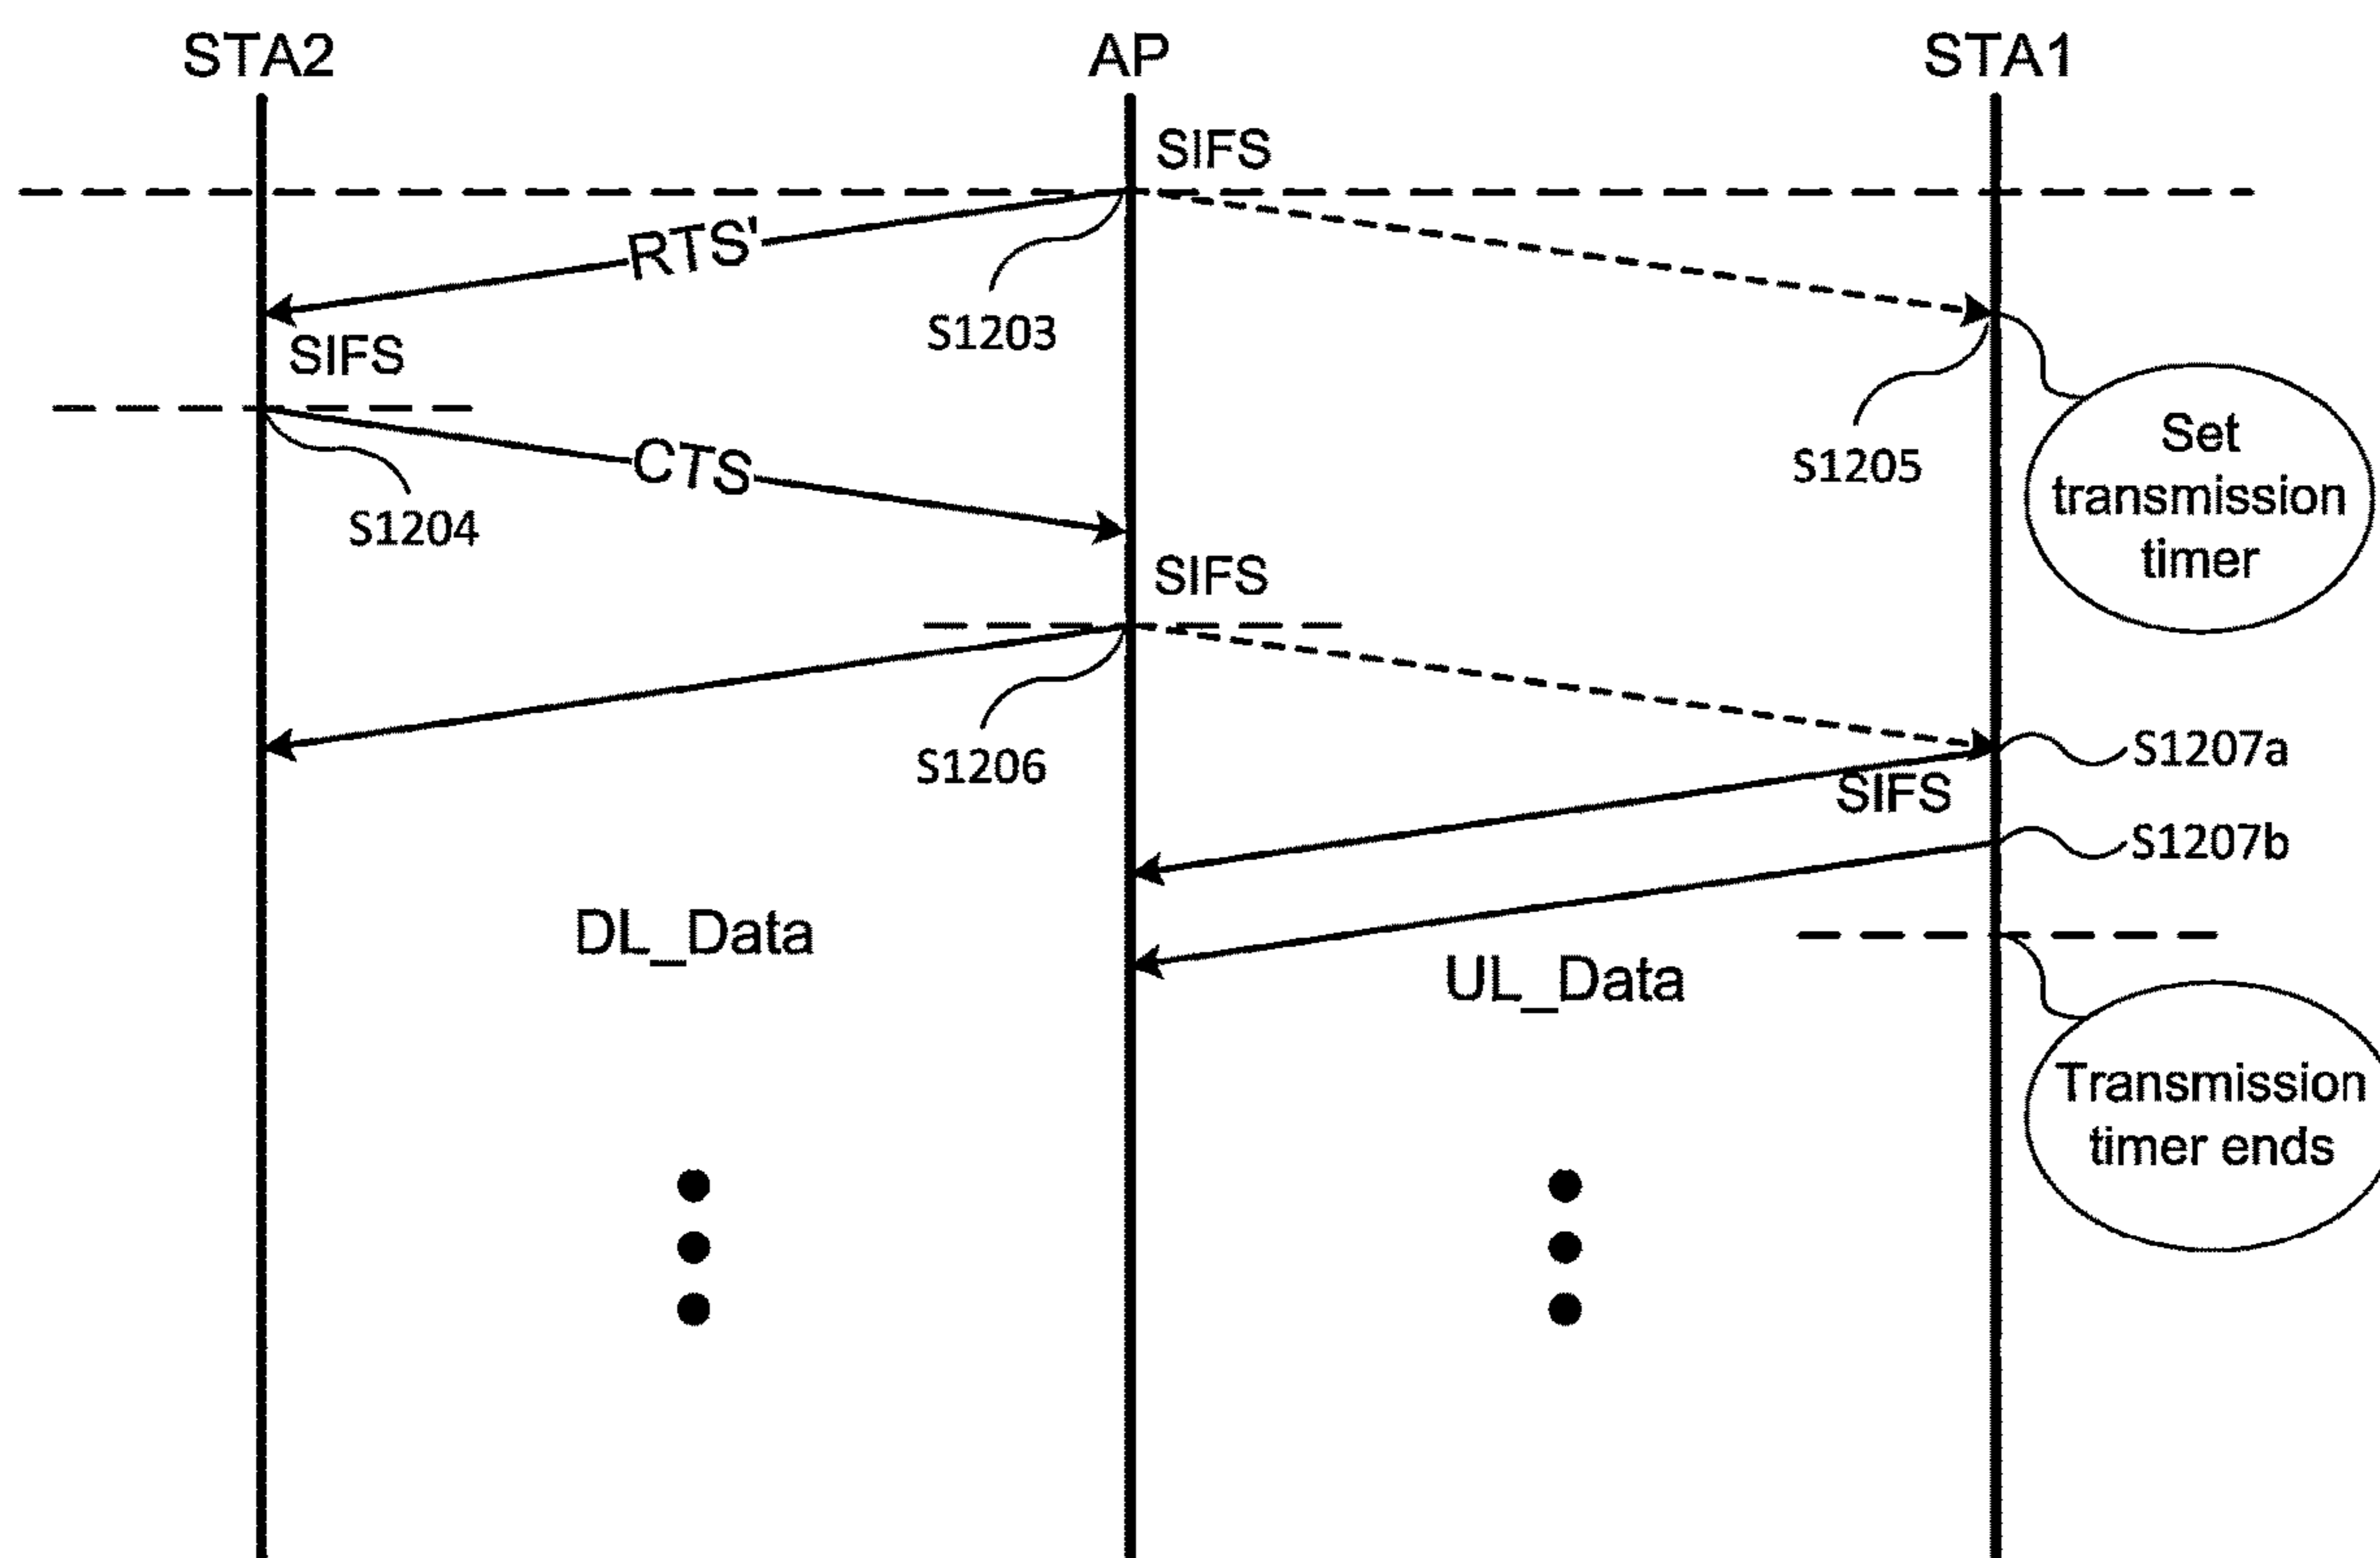 STA2
AP
STA1
SIFS
RTS'
S1203
SIFS
S1205
Set
transmission
timer
CTS
S1204
SIFS
S1206
S1207a
SIFS
S1207b
DL_Data
UL_Data
Transmission
timer ends